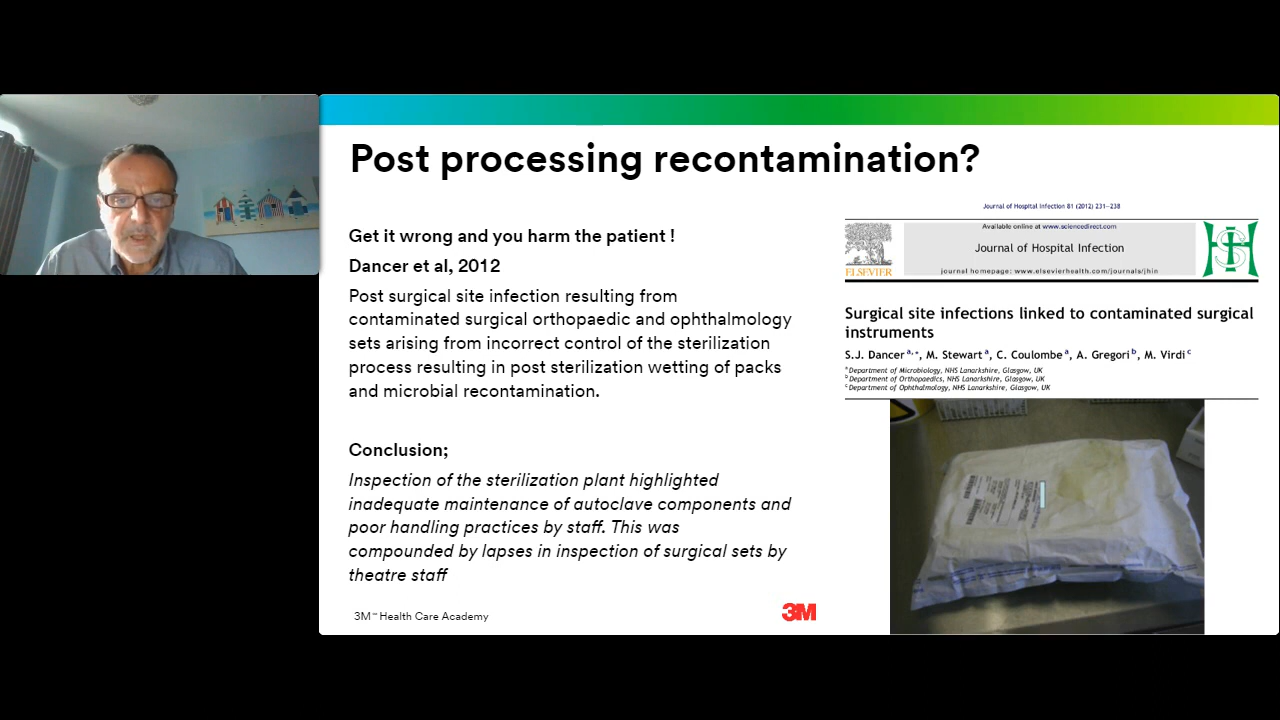 Post processing recontamination?
Get it wrong and you harm the patient !
Dancer et al, 2012
Post surgical site infection resulting from
contaminated surgical orthopaedic and ophthalmology
sets arising from incorrect control of the sterilization
process resulting in post sterilization wetting of packs
and microbial recontamination.
Conclusion;
Inspection of the sterilization plant highlighted
inadequate maintenance of autoclave components and
poor handling practices by staff. This was
compounded by lapses in inspection of surgical sets by
theatre staff
3M™ Health Care Academy
3M
Journal of Hospital Infection 81 (2012) 231–238
Available online at www.sciencedirect.com
Journal of Hospital Infection
journal homepage: www.elsevierhealth.com/journals/jhin
ELSEVIER
Surgical site infections linked to contaminated surgical
instruments
S.J. Dancer a,*, M. Stewart a, C. Coulombe a, A. Gregori b, M. Virdi c
a Department of Microbiology, NHS Lanarkshire, Glasgow, UK
b Department of Orthopaedics, NHS Lanarkshire, Glasgow, UK
c Department of Ophthalmology, NHS Lanarkshire, Glasgow, UK